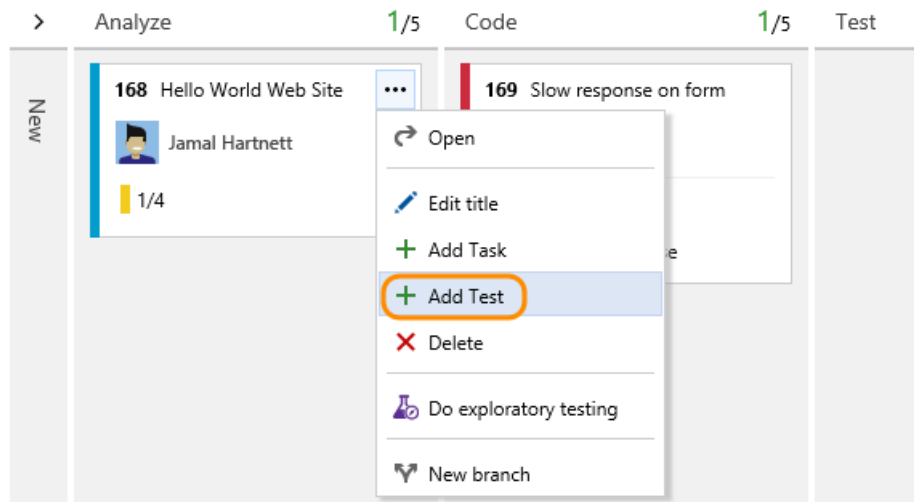 Analyze 1/5 Code 1/5 Test
New
168 Hello World Web Site
Jamal Hartnett
1/4
169 Slow response on form
Open
Edit title
Add Task
Add Test
Delete
Do exploratory testing
New branch